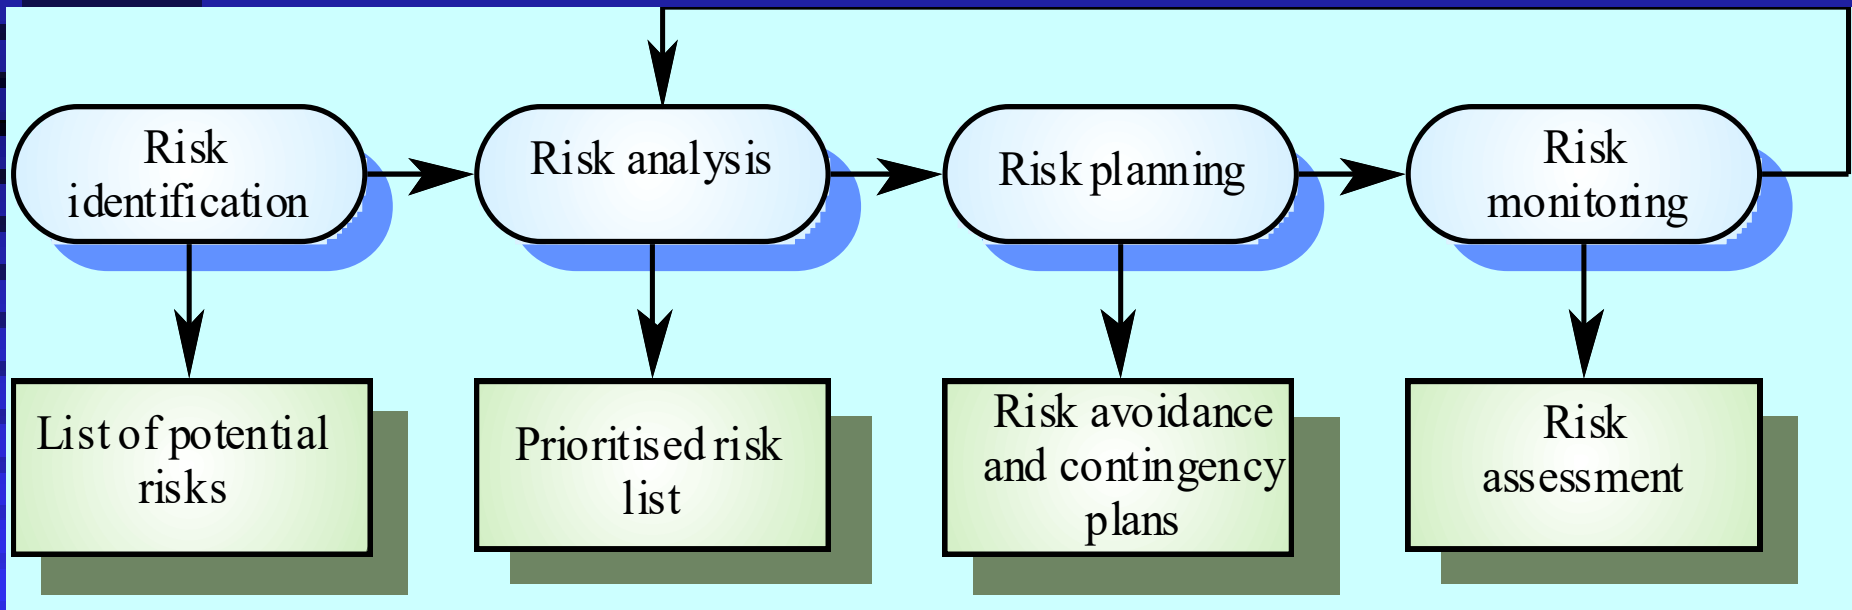 Risk
identification
Risk analysis
Risk planning
Risk
monitoring
List of potential
risks
Prioritised risk
list
Risk avoidance
and contingency
plans
Risk
assessment